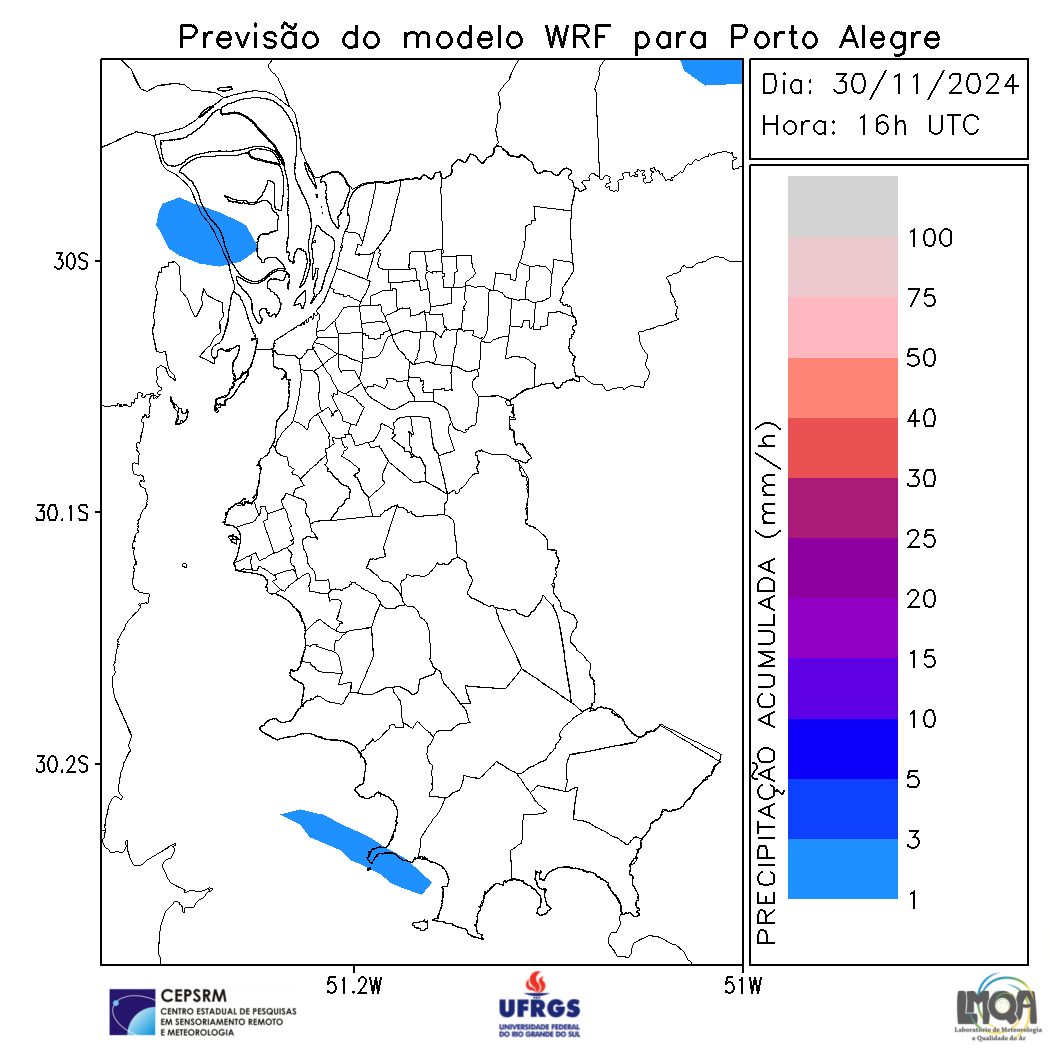 Previsão do modelo WRF para Porto Alegre
Dia: 30/11/2024
Hora: 16h UTC
30S
30.1S
30.2S
51.2W
51W
PRECIPITAÇÃO ACUMULADA (mm/h)
100
75
50
40
30
25
20
15
10
5
3
1
CEPSRM
CENTRO ESTADUAL DE PESQUISAS
EM SENSORIAMENTO REMOTO
E METEOROLOGIA
UFRGS
UNIVERSIDADE FEDERAL
DO RIO GRANDE DO SUL
LMQA
Laboratório de Meteorologia
e Qualidade do Ar